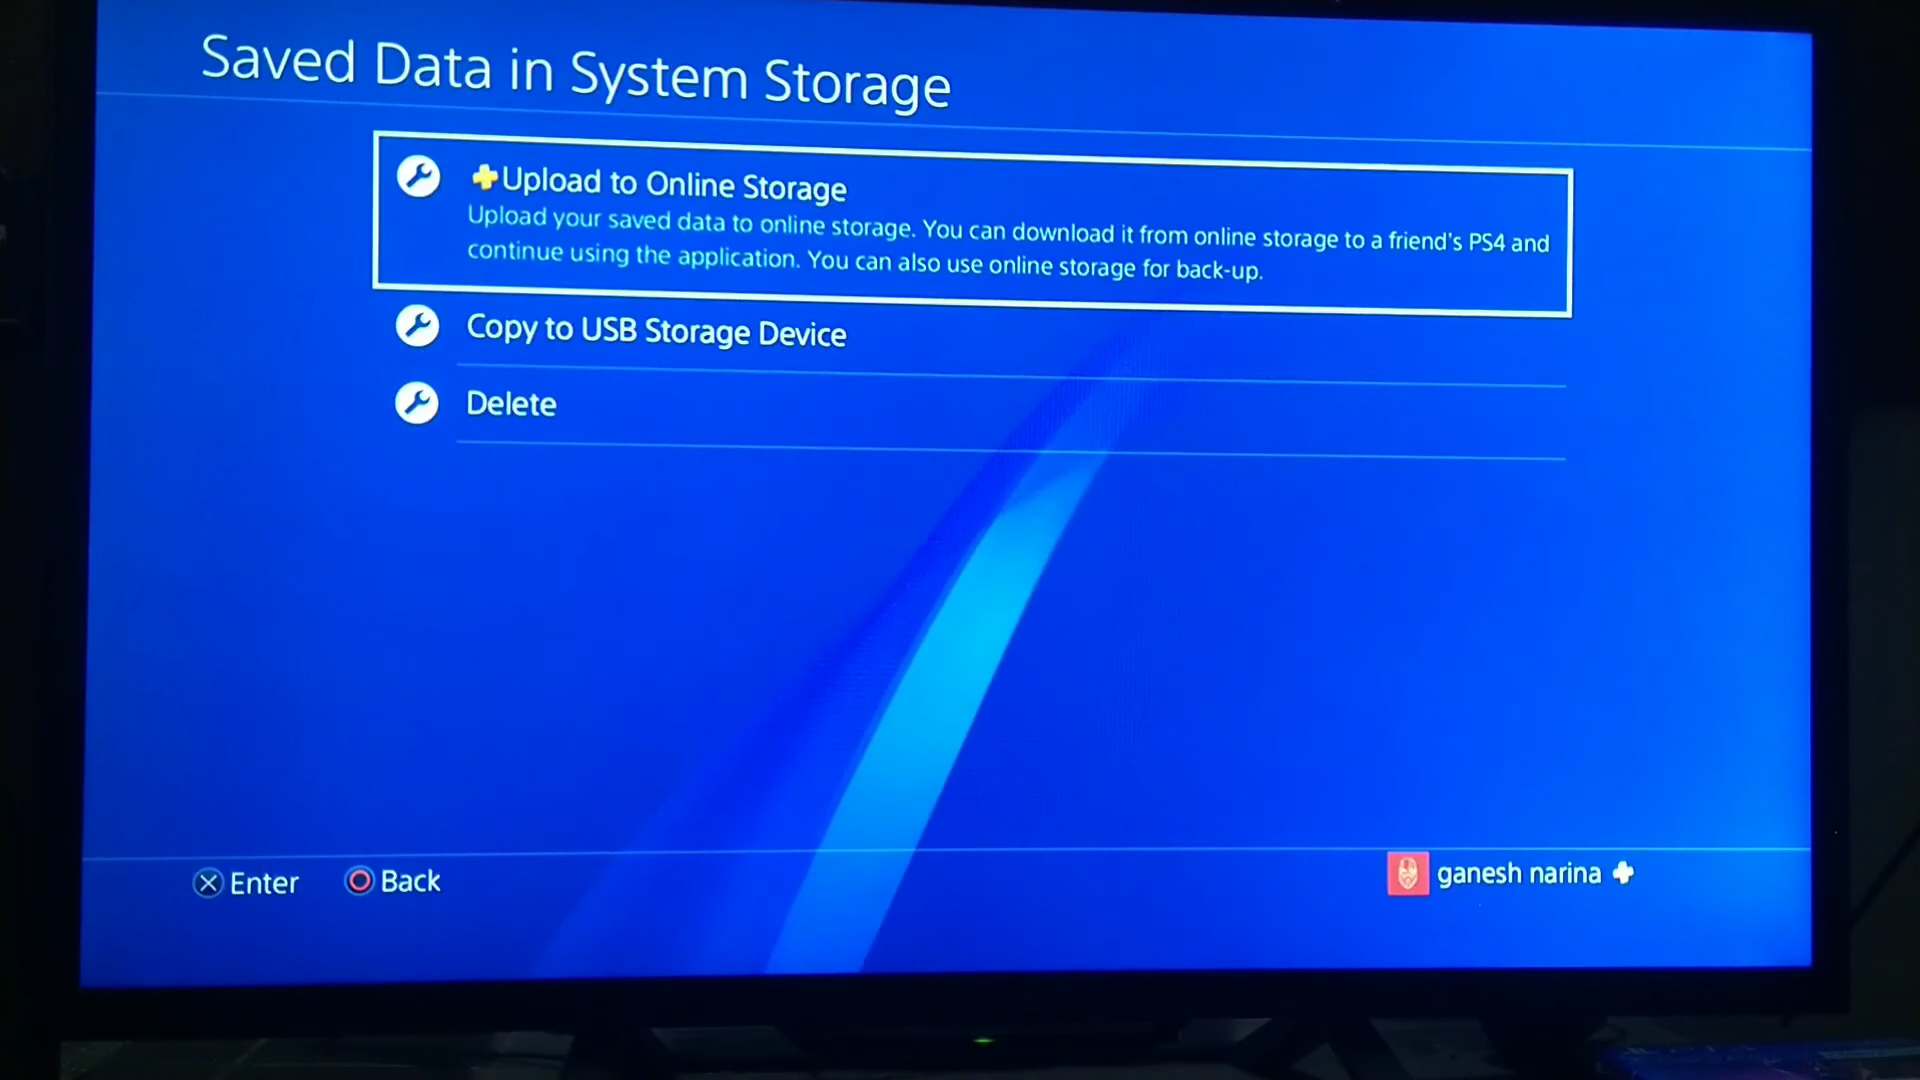 Saved Data in System Storage
Upload to Online Storage
Upload your saved data to online storage. You can download it from online storage to a friend's PS4 and
continue using the application. You can also use online storage for back-up.
Copy to USB Storage Device
Delete
Enter Back
ganesh narina